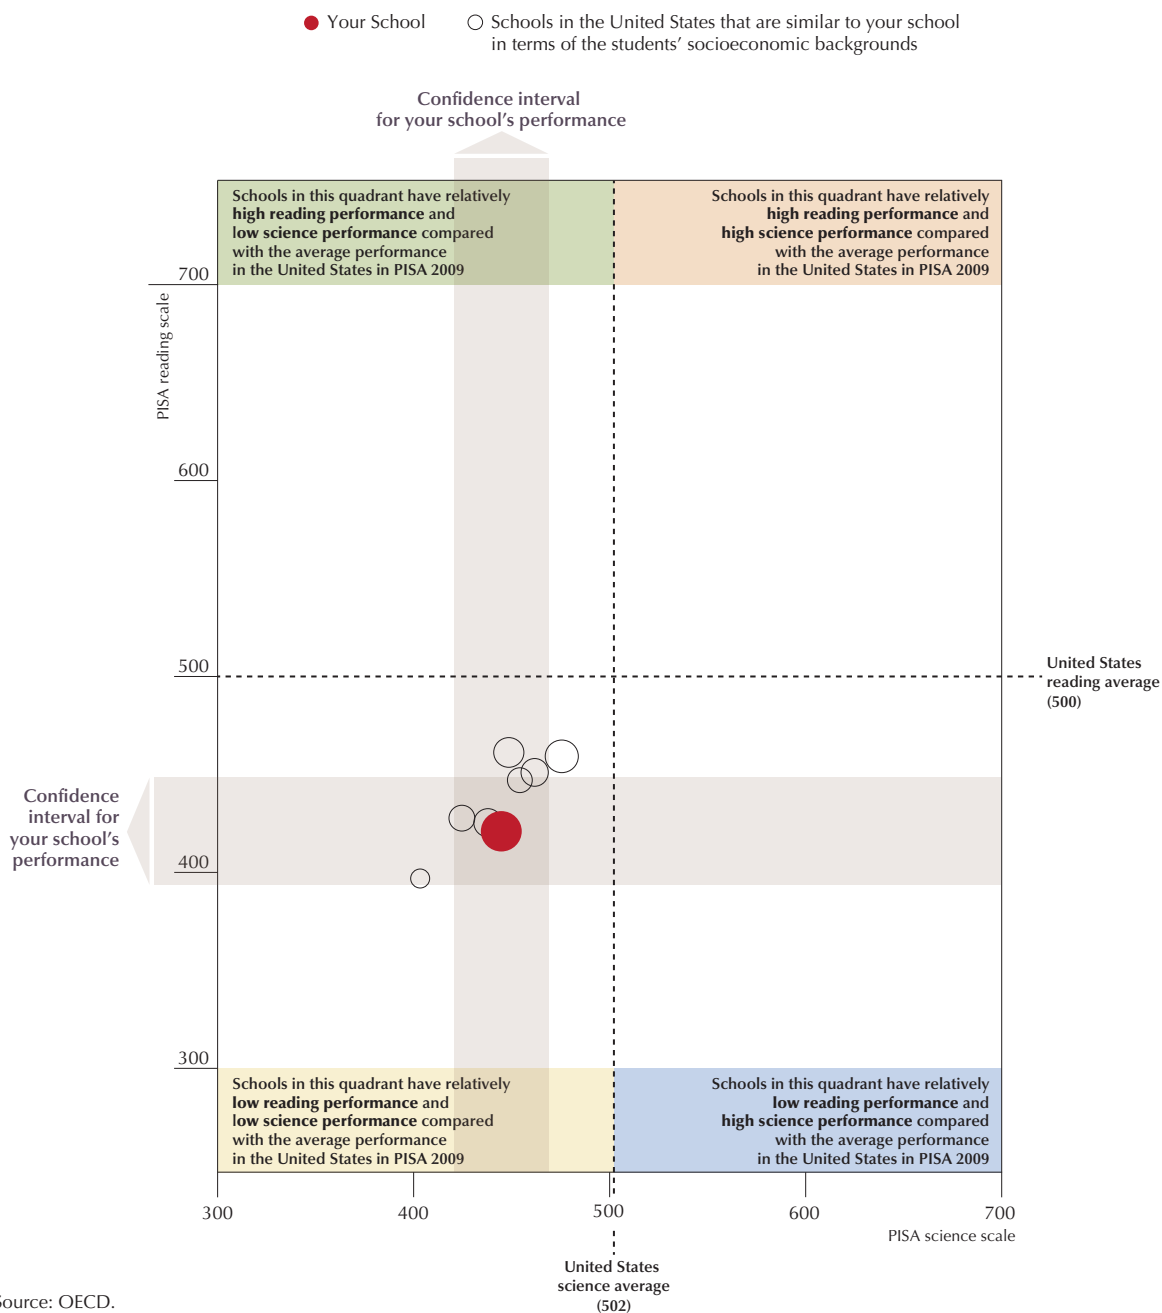 Your School
Schools in the United States that are similar to your school
in terms of the students’ socioeconomic backgrounds
Confidence interval
for your school’s performance
Schools in this quadrant have relatively
high reading performance and
low science performance compared
with the average performance
in the United States in PISA 2009
Schools in this quadrant have relatively
high reading performance and
high science performance compared
with the average performance
in the United States in PISA 2009
700
PISA reading scale
600
500
United States
reading average
(500)
Confidence
interval for
your school’s
performance
400
300
Schools in this quadrant have relatively
low reading performance and
low science performance compared
with the average performance
in the United States in PISA 2009
Schools in this quadrant have relatively
low reading performance and
high science performance compared
with the average performance
in the United States in PISA 2009
300
400
500
600
700
PISA science scale
United States
science average
(502)
Source: OECD.